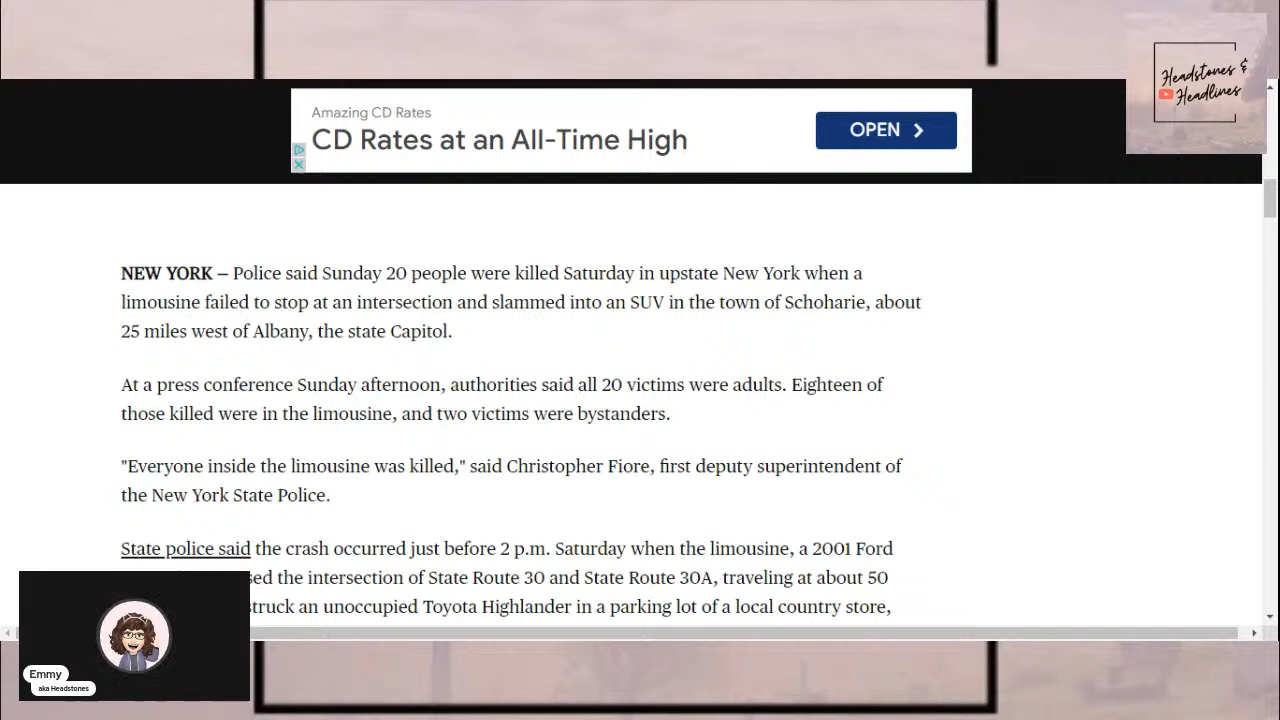 Headstones &
Headlines
Amazing CD Rates
CD Rates at an All-Time High
OPEN
NEW YORK – Police said Sunday 20 people were killed Saturday in upstate New York when a
limousine failed to stop at an intersection and slammed into an SUV in the town of Schoharie, about
25 miles west of Albany, the state Capitol.
At a press conference Sunday afternoon, authorities said all 20 victims were adults. Eighteen of
those killed were in the limousine, and two victims were bystanders.
"Everyone inside the limousine was killed," said Christopher Fiore, first deputy superintendent of
the New York State Police.
State police said the crash occurred just before 2 p.m. Saturday when the limousine, a 2001 Ford
the intersection of State Route 30 and State Route 30A, traveling at about 50
struck an unoccupied Toyota Highlander in a parking lot of a local country store,
Emmy
aka Headstones